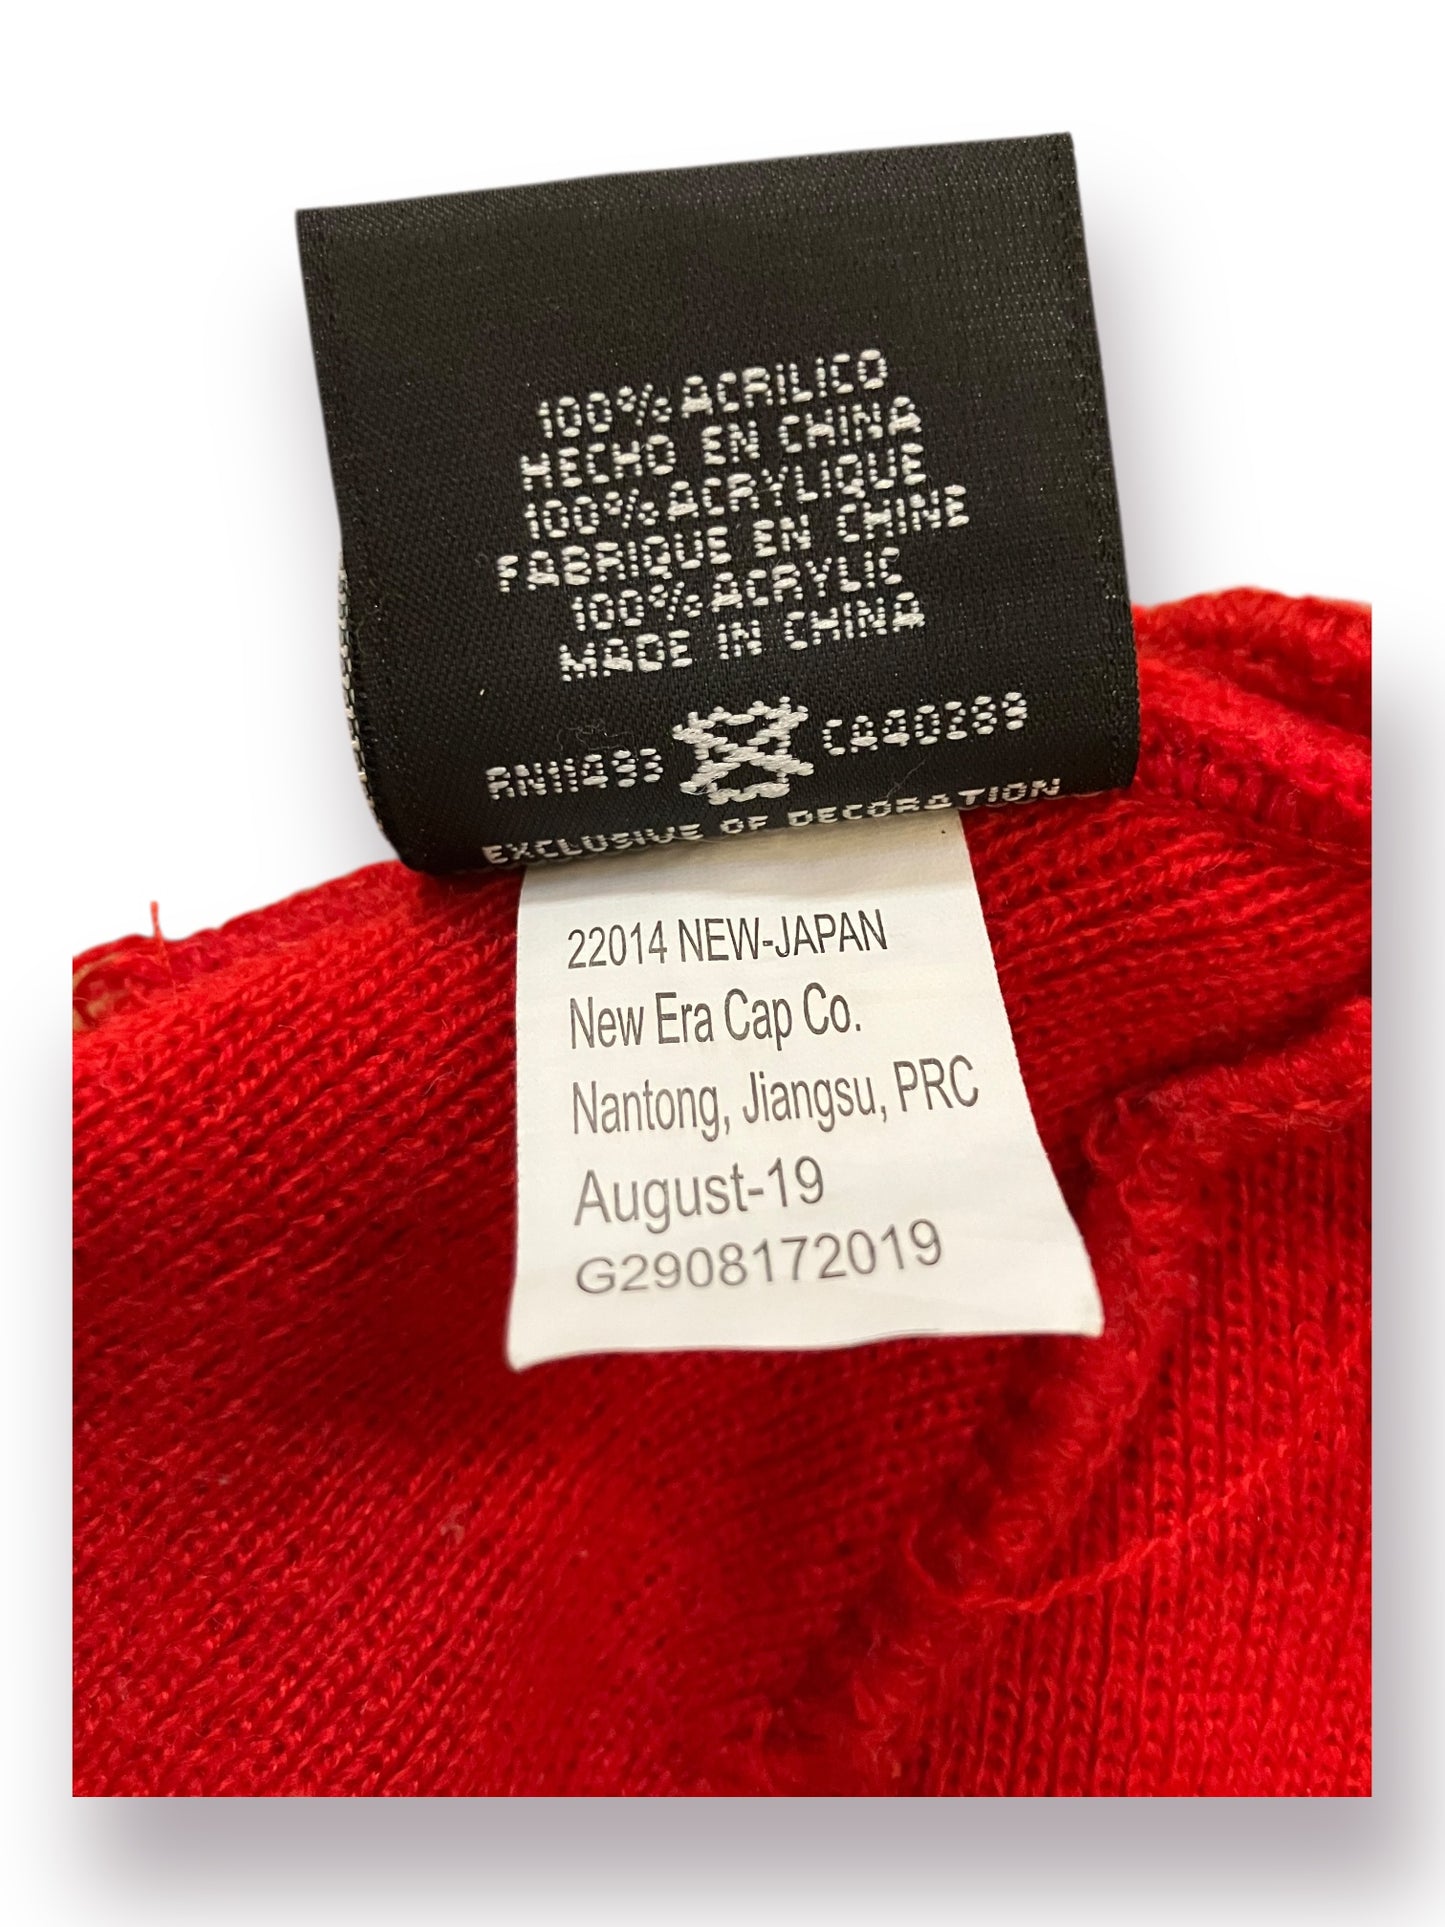 100% ACRILICO
HECHO EN CHINA
100% ACRYLIQUE
FABRIQUE EN CHINE
100% ACRYLIC
MADE IN CHINA
RN11493 CA40288
EXCLUSIVE OF DECORATION
22014 NEW-JAPAN
New Era Cap Co.
Nantong, Jiangsu, PRC
August-19
G2908172019